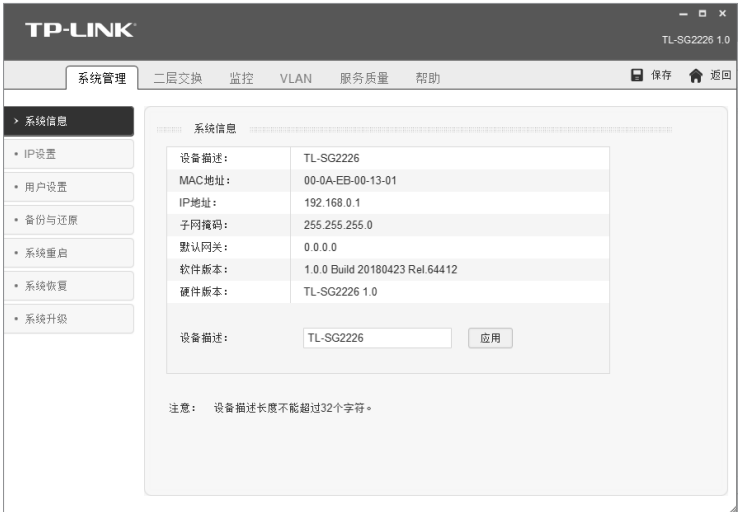 TP-LINK
TL-SG2226 1.0
系统管理 二层交换 监控 VLAN 服务质量 帮助 保存 返回
系统信息
IP设置
用户设置
备份与还原
系统重启
系统恢复
系统升级
系统信息
设备描述： TL-SG2226
MAC地址： 00-0A-EB-00-13-01
IP地址： 192.168.0.1
子网掩码： 255.255.255.0
默认网关： 0.0.0.0
软件版本： 1.0.0 Build 20180423 Rel.64412
硬件版本： TL-SG2226 1.0
设备描述： TL-SG2226 应用
注意： 设备描述长度不能超过32个字符。